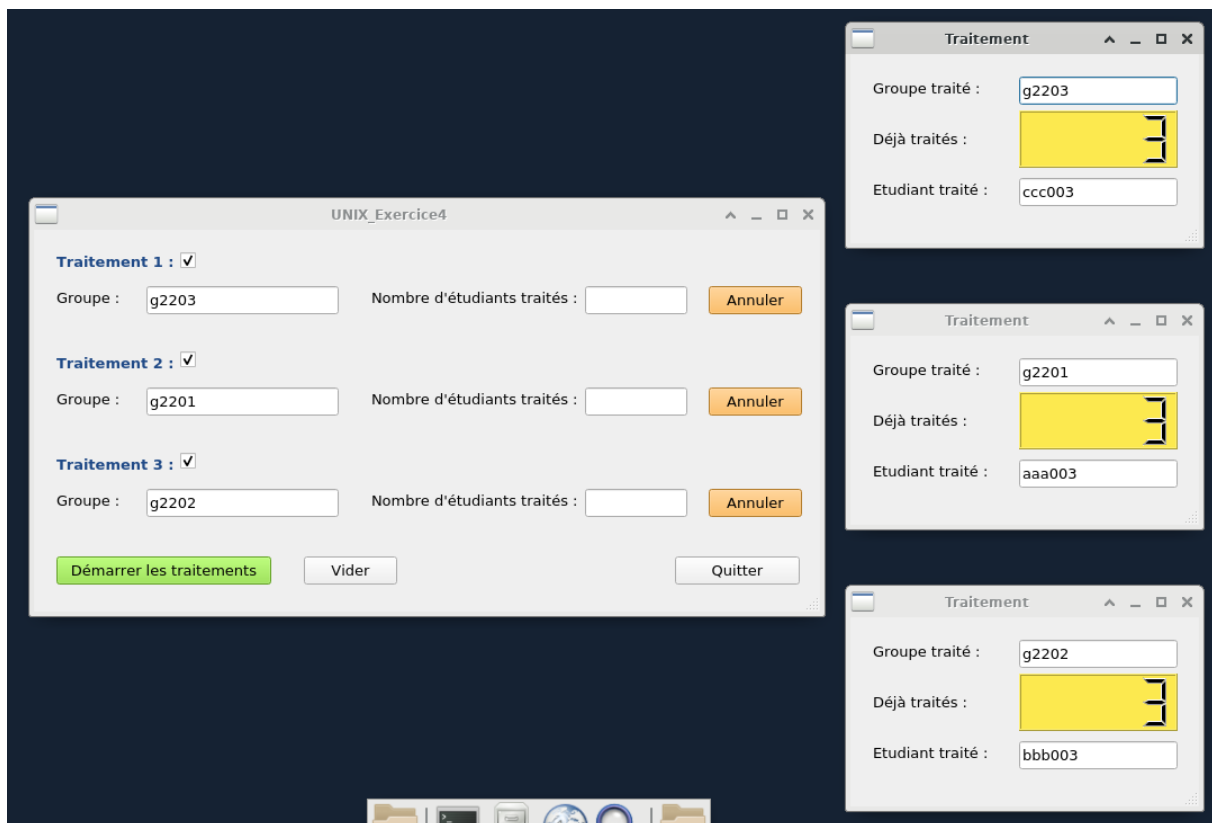 UNIX_Exercice4
Traitement 1 :
Groupe : g2203 Nombre d'étudiants traités : Annuler
Traitement 2 :
Groupe : g2201 Nombre d'étudiants traités : Annuler
Traitement 3 :
Groupe : g2202 Nombre d'étudiants traités : Annuler
Démarrer les traitements Vider Quitter
Traitement
Groupe traité : g2203
Déjà traités : 3
Etudiant traité : ccc003
Traitement
Groupe traité : g2201
Déjà traités : 3
Etudiant traité : aaa003
Traitement
Groupe traité : g2202
Déjà traités : 3
Etudiant traité : bbb003